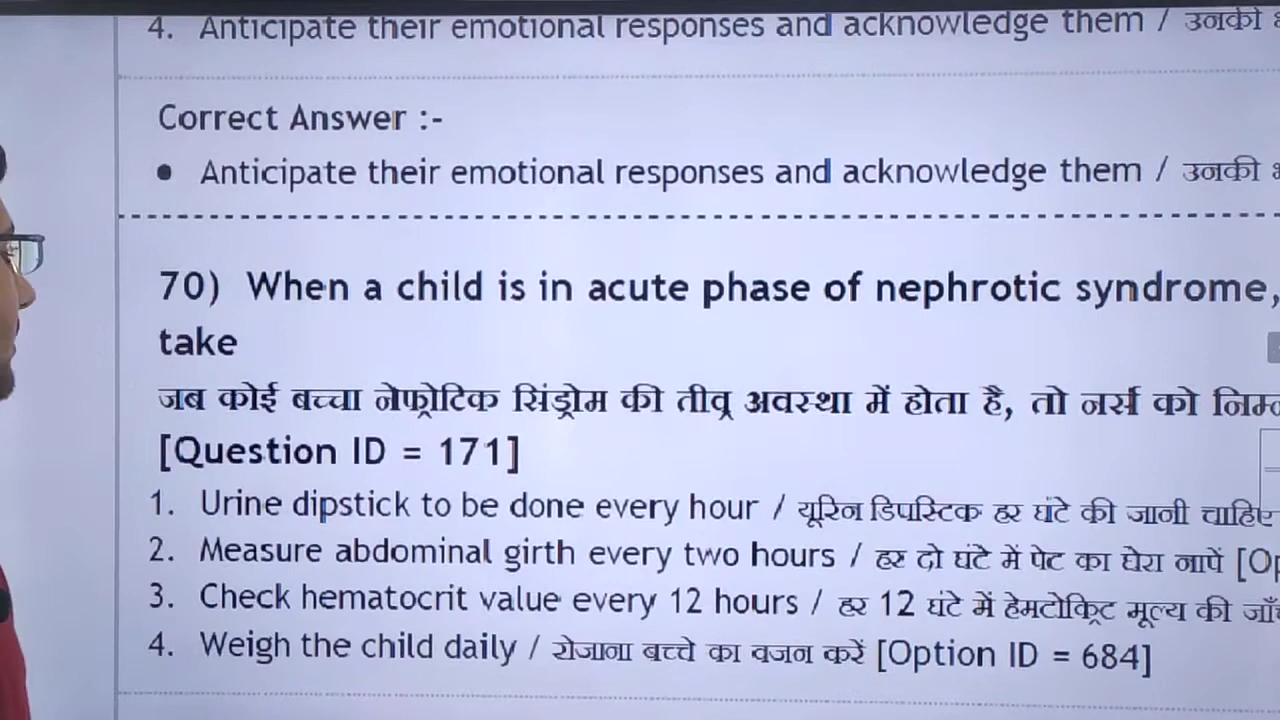 4. Anticipate their emotional responses and acknowledge them / उनकी
Correct Answer :-
• Anticipate their emotional responses and acknowledge them / उनकी
70) When a child is in acute phase of nephrotic syndrome,
take
जब कोई बच्चा नेफ्रोटिक सिंड्रोम की तीव्र अवस्था में होता है, तो नर्स को
[Question ID = 171]
1. Urine dipstick to be done every hour / यूरिन डिपस्टिक हर घंटे की जानी चाहिए
2. Measure abdominal girth every two hours / हर दो घंटे में पेट का घेरा नापें
3. Check hematocrit value every 12 hours / हर 12 घंटे में हेमटोक्रिट मूल्य की
4. Weigh the child daily / रोजाना बच्चे का वजन करें [Option ID = 684]